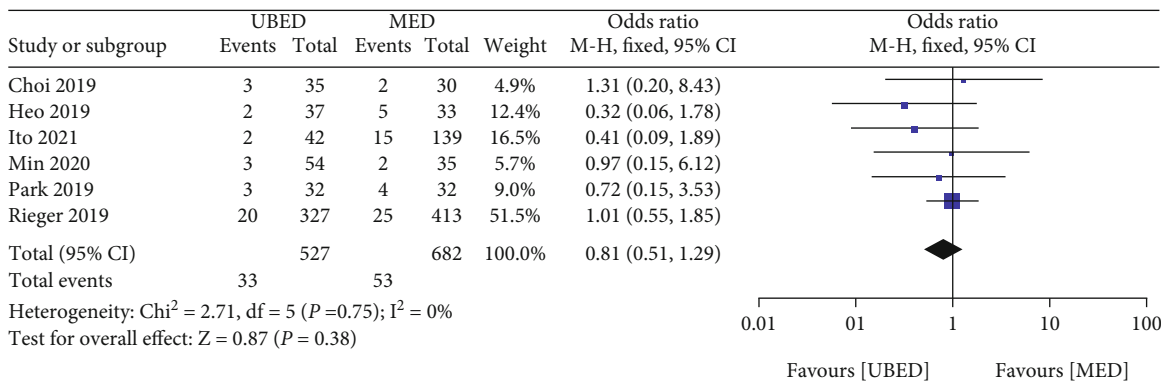 UBED MED Odds ratio Odds ratio
Study or subgroup Events Total Events Total Weight M-H, fixed, 95% CI M-H, fixed, 95% CI
Choi 2019 3 35 2 30 4.9% 1.31 (0.20, 8.43)
Heo 2019 2 37 5 33 12.4% 0.32 (0.06, 1.78)
Ito 2021 2 42 15 139 16.5% 0.41 (0.09, 1.89)
Min 2020 3 54 2 35 5.7% 0.97 (0.15, 6.12)
Park 2019 3 32 4 32 9.0% 0.72 (0.15, 3.53)
Rieger 2019 20 327 25 413 51.5% 1.01 (0.55, 1.85)
Total (95% CI) 527 682 100.0% 0.81 (0.51, 1.29)
Total events 33 53
Heterogeneity: Chi² = 2.71, df = 5 (P =0.75); I² = 0%
Test for overall effect: Z = 0.87 (P = 0.38)
0.01 01 1 10 100
Favours [UBED] Favours [MED]